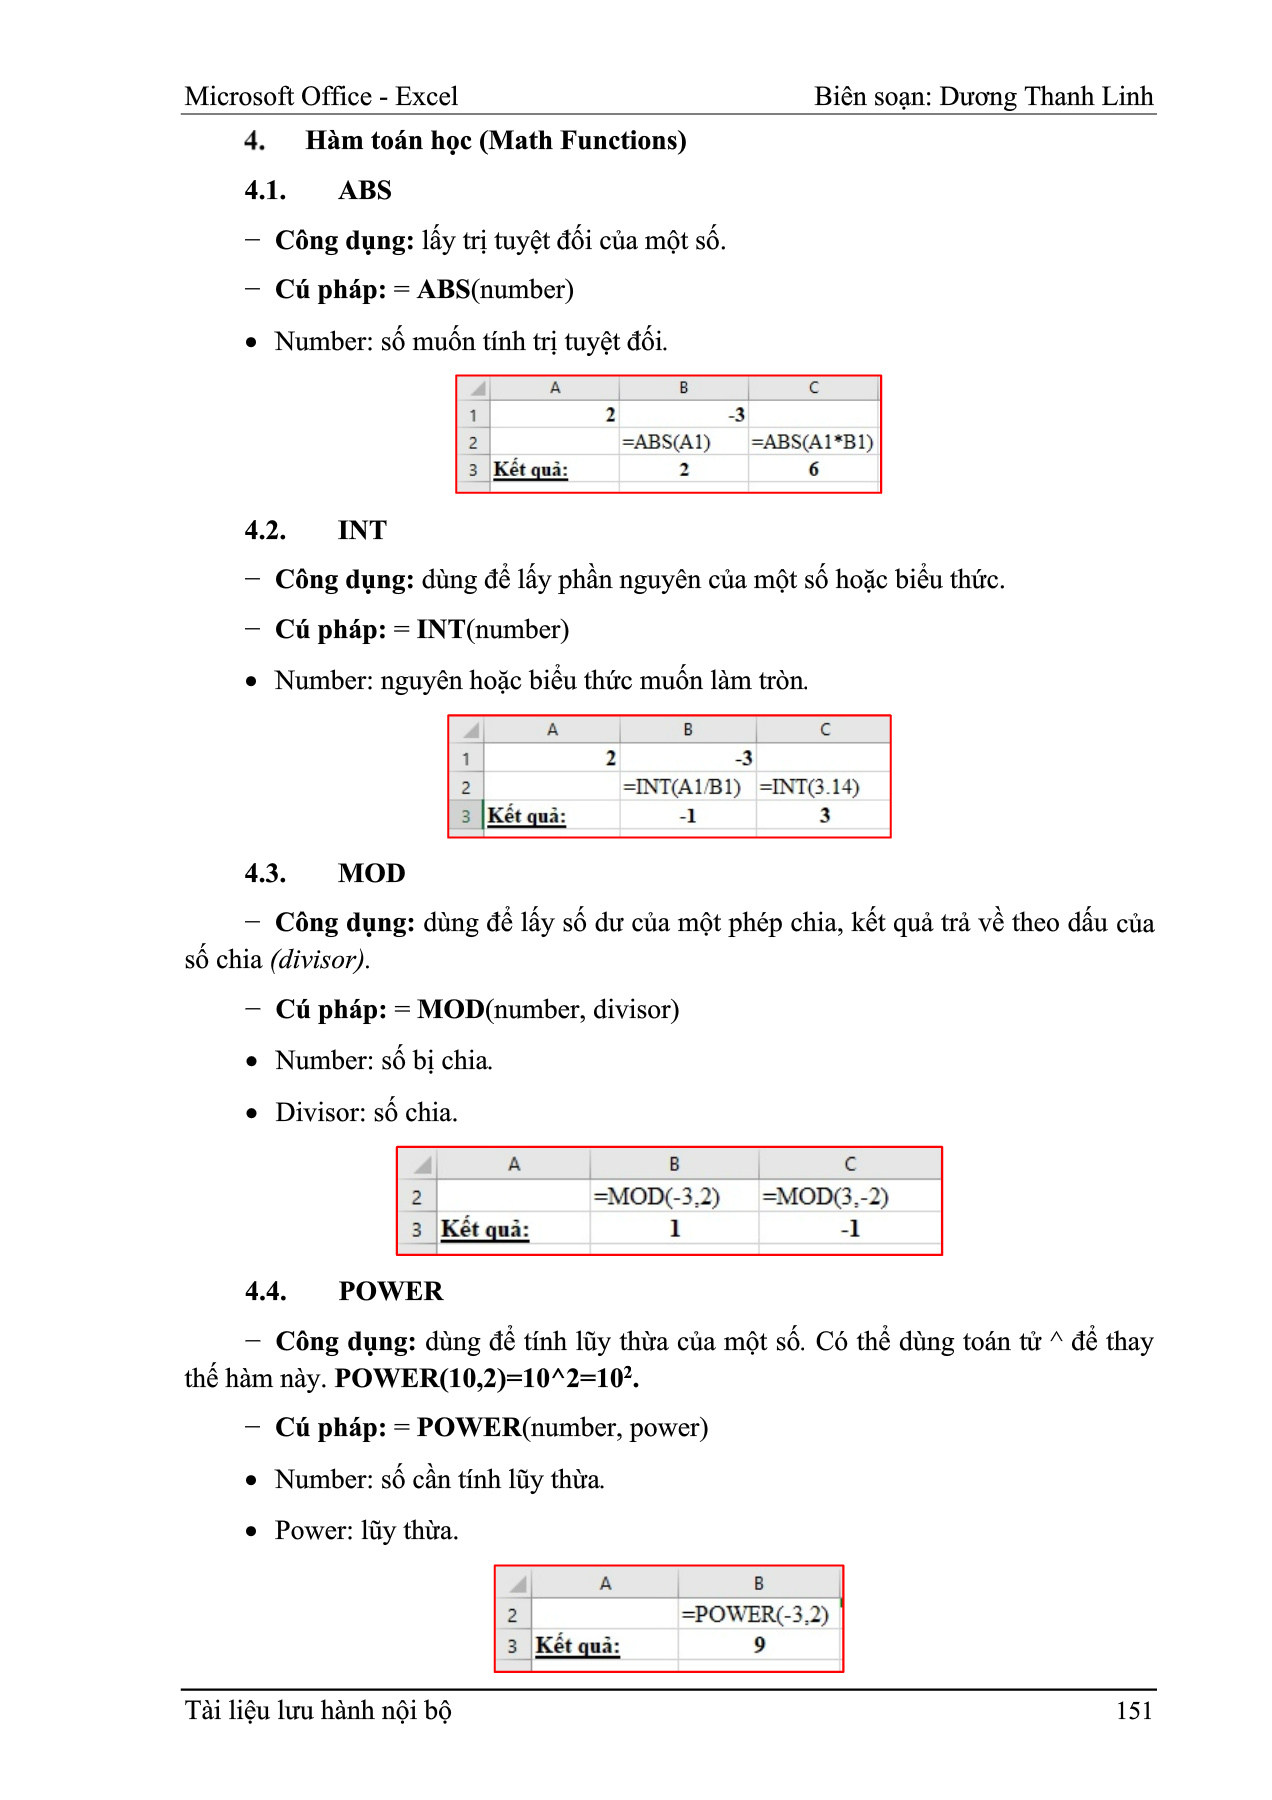 Microsoft Office - Excel Biên soạn: Dương Thanh Linh
4. Hàm toán học (Math Functions)
4.1. ABS
− Công dụng: lấy trị tuyệt đối của một số.
− Cú pháp: = ABS(number)
• Number: số muốn tính trị tuyệt đối.
A B C
1 2 -3
2 =ABS(A1) =ABS(A1*B1)
3 Kết quả: 2 6
4.2. INT
− Công dụng: dùng để lấy phần nguyên của một số hoặc biểu thức.
− Cú pháp: = INT(number)
• Number: nguyên hoặc biểu thức muốn làm tròn.
A B C
1 2 -3
2 =INT(A1/B1) =INT(3.14)
3 Kết quả: -1 3
4.3. MOD
− Công dụng: dùng để lấy số dư của một phép chia, kết quả trả về theo dấu của
số chia (divisor).
− Cú pháp: = MOD(number, divisor)
• Number: số bị chia.
• Divisor: số chia.
A B C
2 =MOD(-3,2) =MOD(3,-2)
3 Kết quả: 1 -1
4.4. POWER
− Công dụng: dùng để tính lũy thừa của một số. Có thể dùng toán tử ^ để thay
thế hàm này. POWER(10,2)=10^2=10².
− Cú pháp: = POWER(number, power)
• Number: số cần tính lũy thừa.
• Power: lũy thừa.
A B
2 =POWER(-3,2)
3 Kết quả: 9
Tài liệu lưu hành nội bộ 151